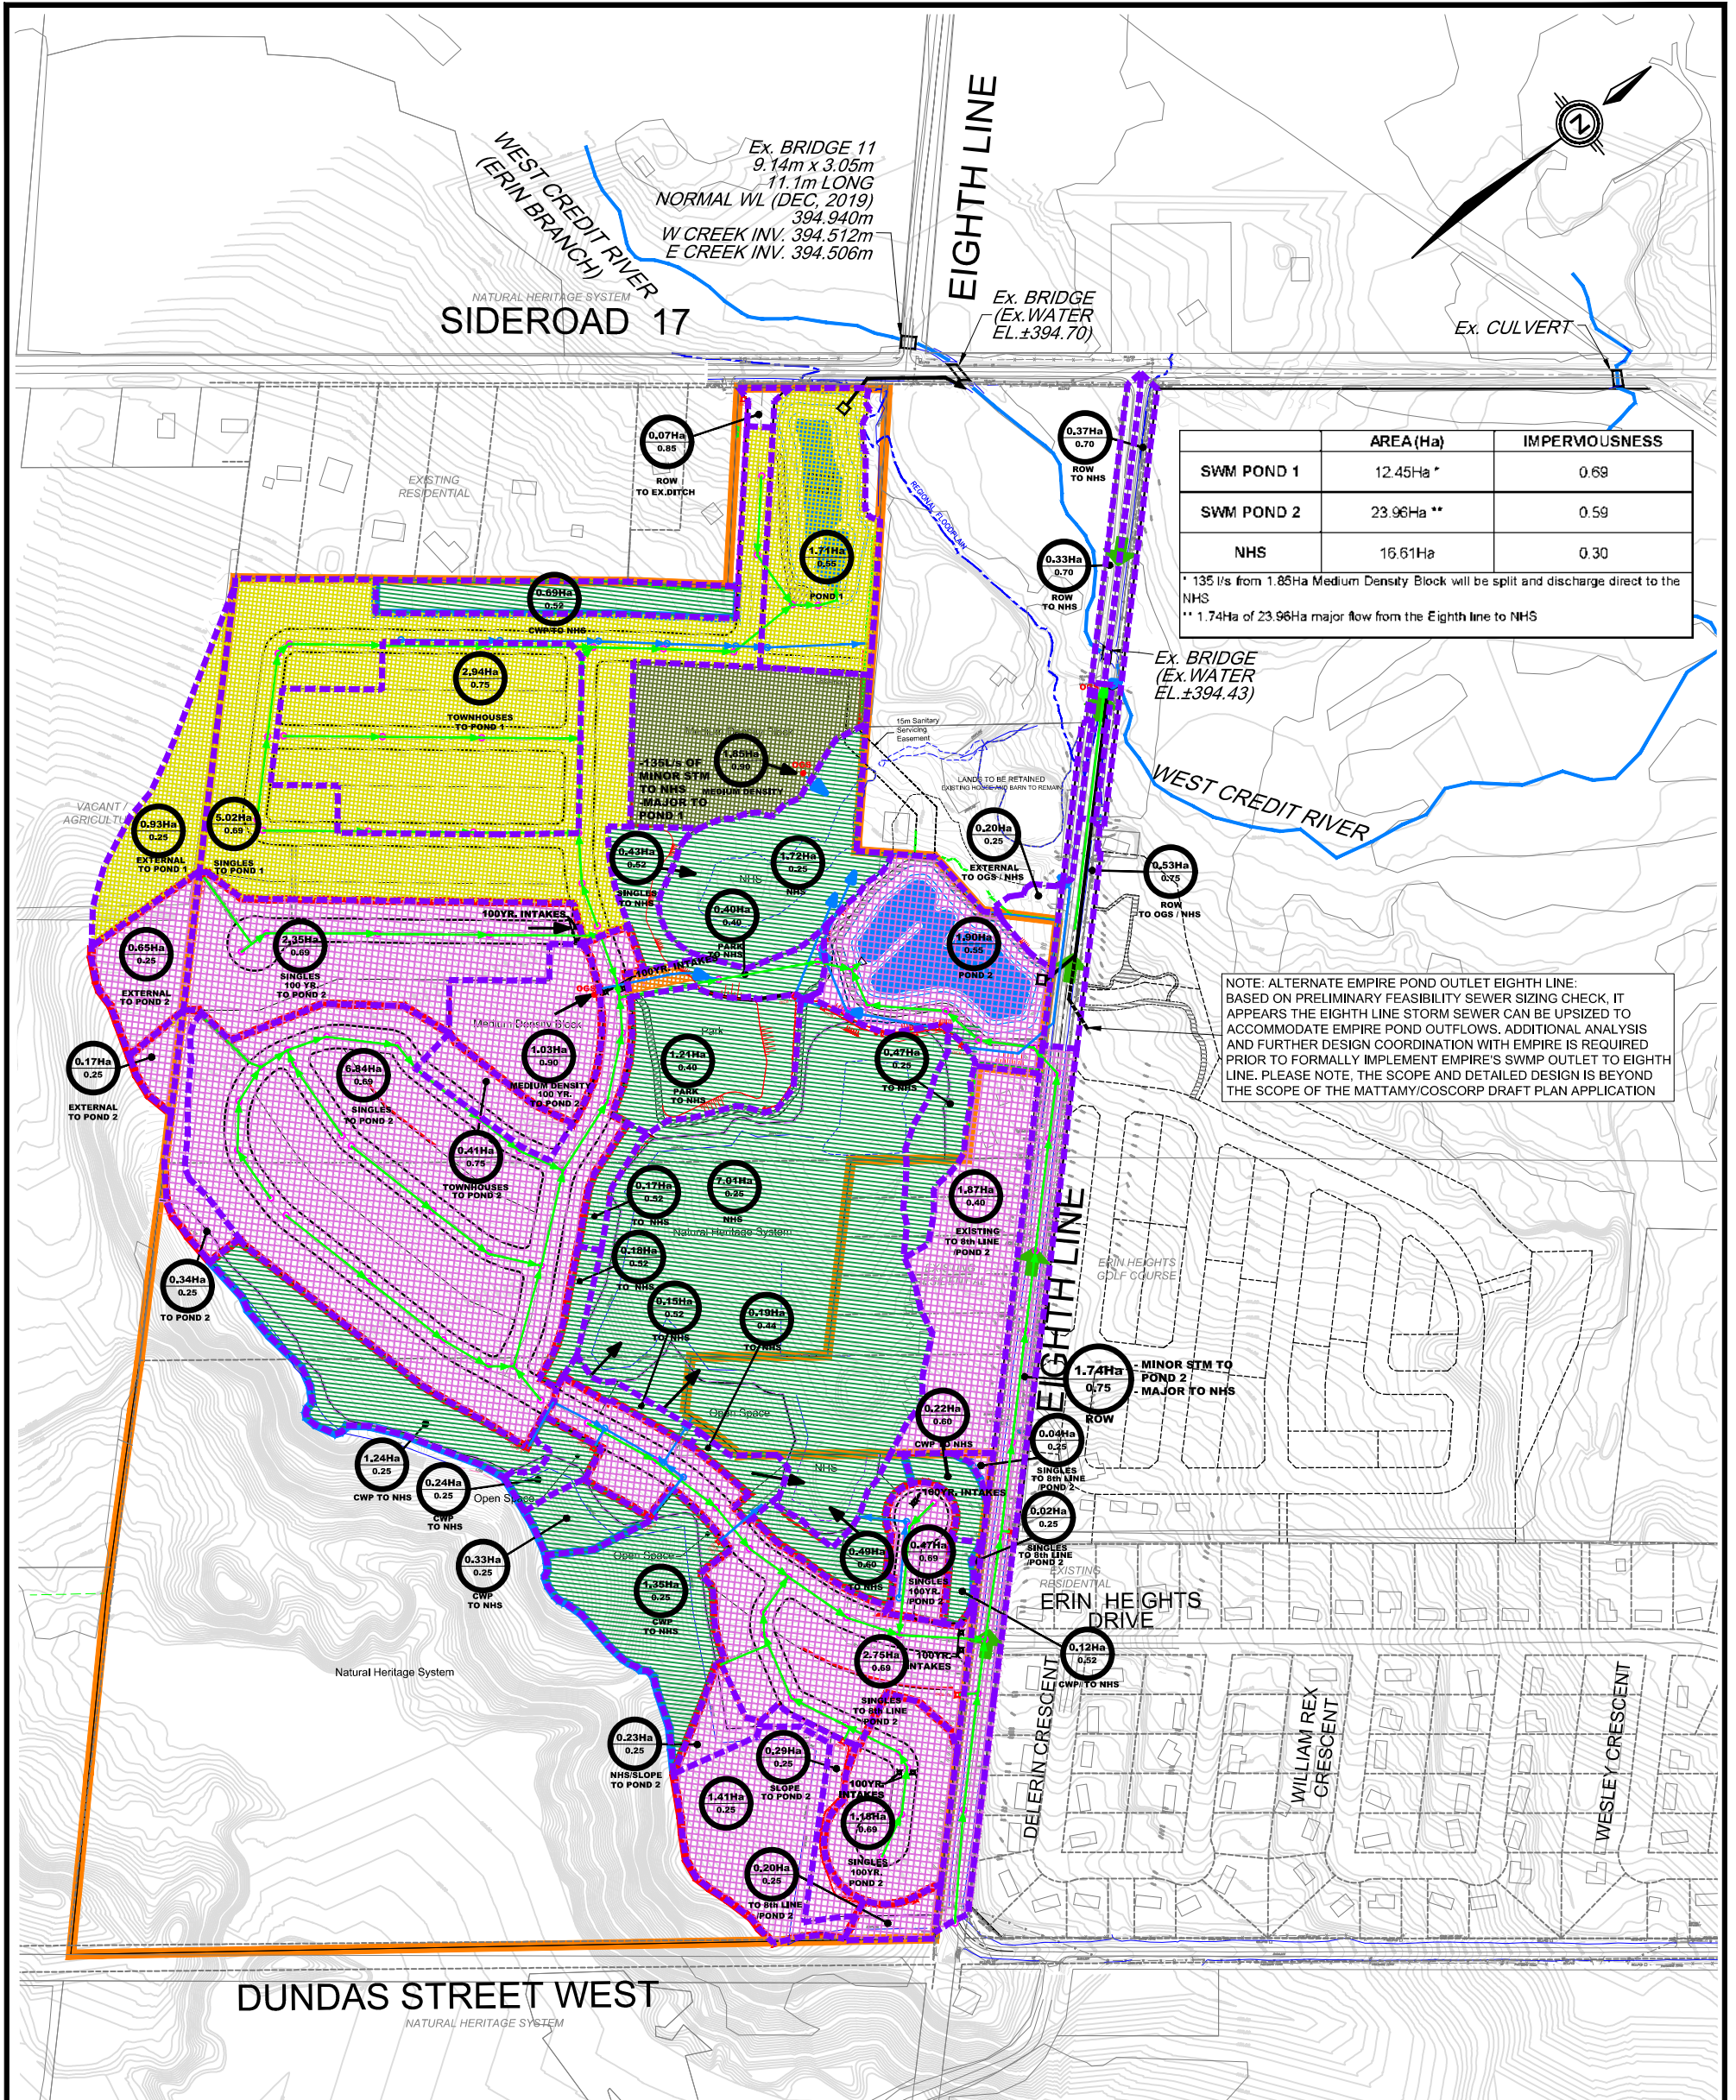 EIGHTH LINE
WEST CREDIT RIVER
(ERIN BRANCH)
Ex. BRIDGE 11
9.14m x 3.05m
11.1m LONG
NORMAL WL (DEC, 2019)
394.940m
W CREEK INV. 394.512m
E CREEK INV. 394.506m
Z
NATURAL HERITAGE SYSTEM
SIDEROAD 17
Ex. BRIDGE
(Ex.WATER
EL.±394.70)
Ex. CULVERT
0.07Ha
0.85
ROW
TO EX.DITCH
0.37Ha
0.70
ROW
TO NHS
AREA (Ha)
IMPERVIOUSNESS
SWM POND 1
12.45Ha *
0.69
SWM POND 2
23.96Ha **
0.59
NHS
16.61Ha
0.30
* 135 l/s from 1.85Ha Medium Density Block will be split and discharge direct to the
NHS
** 1.74Ha of 23.96Ha major flow from the Eighth line to NHS
EXISTING
RESIDENTIAL
REGIONAL FLOODPLAIN
1.71Ha
0.55
POND 1
0.33Ha
0.70
ROW
TO NHS
0.69Ha
0.52
CWP TO NHS
Ex. BRIDGE
(Ex.WATER
EL.±394.43)
2.94Ha
0.75
TOWNHOUSES
TO POND 1
15m Sanitary
Servicing
Easement
1.85Ha
0.90
MEDIUM DENSITY
OGS
-135L/s OF
MINOR STM
TO NHS
-MAJOR TO
POND 1
LANDS TO BE RETAINED
EXISTING HOUSE AND BARN TO REMAIN
WEST CREDIT RIVER
VACANT /
0.93Ha
0.25
EXTERNAL
TO POND 1
5.02Ha
0.69
SINGLES
TO POND 1
0.43Ha
0.52
SINGLES
TO NHS
1.72Ha
0.25
NHS
NHS
0.20Ha
0.25
EXTERNAL
TO OGS / NHS
0.53Ha
0.75
ROW
TO OGS / NHS
0.40Ha
0.40
PARK
TO NHS
100YR. INTAKES
0.65Ha
0.25
EXTERNAL
TO POND 2
2.35Ha
0.69
SINGLES
100 YR.
TO POND 2
1.90Ha
0.55
POND 2
100YR. INTAKES
OGS
NOTE: ALTERNATE EMPIRE POND OUTLET EIGHTH LINE:
BASED ON PRELIMINARY FEASIBILITY SEWER SIZING CHECK, IT
APPEARS THE EIGHTH LINE STORM SEWER CAN BE UPSIZED TO
ACCOMMODATE EMPIRE POND OUTFLOWS. ADDITIONAL ANALYSIS
AND FURTHER DESIGN COORDINATION WITH EMPIRE IS REQUIRED
PRIOR TO FORMALLY IMPLEMENT EMPIRE'S SWMP OUTLET TO EIGHTH
LINE. PLEASE NOTE, THE SCOPE AND DETAILED DESIGN IS BEYOND
THE SCOPE OF THE MATTAMY/COSCORP DRAFT PLAN APPLICATION
Medium Density Block
1.03Ha
0.90
MEDIUM DENSITY
100 YR.
TO POND 2
Park
1.21Ha
0.40
PARK
TO NHS
0.47Ha
0.25
TO NHS
0.17Ha
0.25
EXTERNAL
TO POND 2
6.84Ha
0.69
SINGLES
TO POND 2
0.41Ha
0.75
TOWNHOUSES
TO POND 2
0.17Ha
0.52
TO NHS
7.01Ha
0.25
NHS
Natural Heritage System
1.87Ha
0.40
EXISTING
TO 8th LINE
/POND 2
EIGHTH LINE
0.18Ha
0.52
TO NHS
ERIN HEIGHTS
GOLF COURSE
0.34Ha
0.25
TO POND 2
0.15Ha
0.52
TO NHS
0.19Ha
0.44
TO NHS
1.74Ha
0.75
ROW
- MINOR STM TO
POND 2
- MAJOR TO NHS
Open Space
0.22Ha
0.60
CWP TO NHS
0.04Ha
0.25
SINGLES
TO 8th LINE
/POND 2
1.24Ha
0.25
CWP TO NHS
0.24Ha
0.25
CWP
TO NHS
Open Space
NHS
100YR. INTAKES
0.02Ha
0.25
SINGLES
TO 8th LINE
/POND 2
0.33Ha
0.25
CWP
TO NHS
Open Space
0.49Ha
0.60
TO NHS
0.47Ha
0.69
SINGLES
100YR.
/POND 2
EXISTING
RESIDENTIAL
1.35Ha
0.25
CWP
TO NHS
ERIN HEIGHTS
DRIVE
0.12Ha
0.52
CWP TO NHS
2.75Ha
0.69
SINGLES
TO 8th LINE
POND 2
100YR.
INTAKES
Natural Heritage System
DELERIN CRESCENT
WILLIAM REX
CRESCENT
WESLEY CRESCENT
0.23Ha
0.25
NHS/SLOPE
TO POND 2
0.29Ha
0.25
SLOPE
TO POND 2
100YR.
INTAKES
1.41Ha
0.25
1.18Ha
0.69
SINGLES
100YR.
POND 2
0.20Ha
0.25
TO 8th LINE
/POND 2
DUNDAS STREET WEST
NATURAL HERITAGE SYSTEM